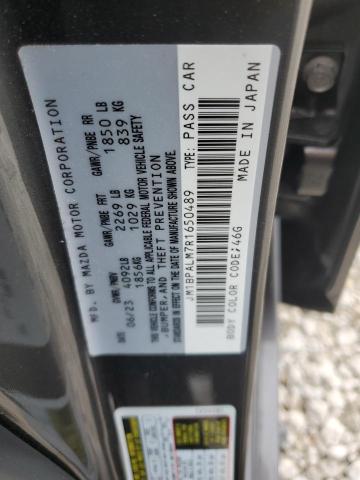 MFD. BY MAZDA MOTOR CORPORATION
GVWR/PNBV GAWR/PNBE FRT GAWR/PNBE RR
06/23 4092LB 2269 LB 1850 LB
1856KG 1029 KG 839 KG
THIS VEHICLE CONFORMS TO ALL APPLICABLE FEDERAL MOTOR VEHICLE SAFETY
,BUMPER,AND THEFT PREVENTION
STANDARDS IN EFFECT ON THE DATE OF MANUFACTURE SHOWN ABOVE.
JM1BPALM7R1650489 TYPE: PASS CAR
MADE IN JAPAN
BODY COLOR CODE:46G